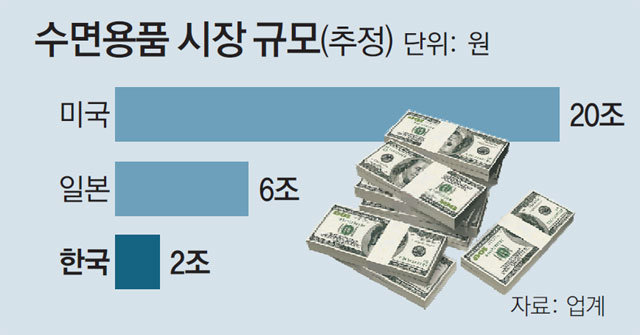 수면용품 시장 규모(추정) 단위: 원
미국 20조
일본 6조
한국 2조
자료: 업계